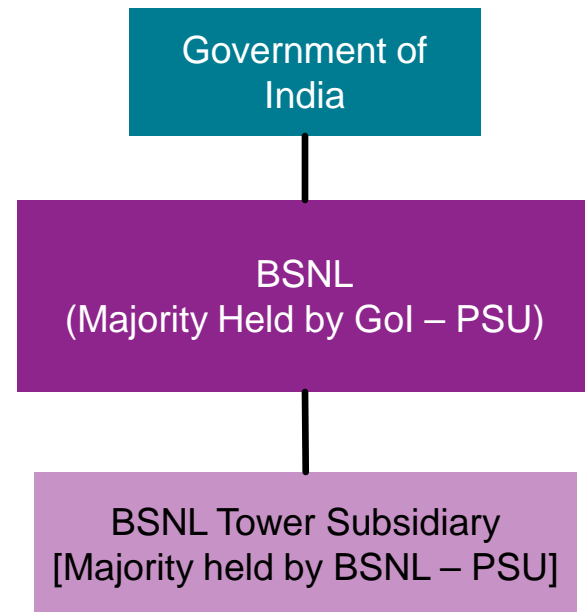 Government of
India
BSNL
(Majority Held by GoI – PSU)
BSNL Tower Subsidiary
[Majority held by BSNL – PSU]